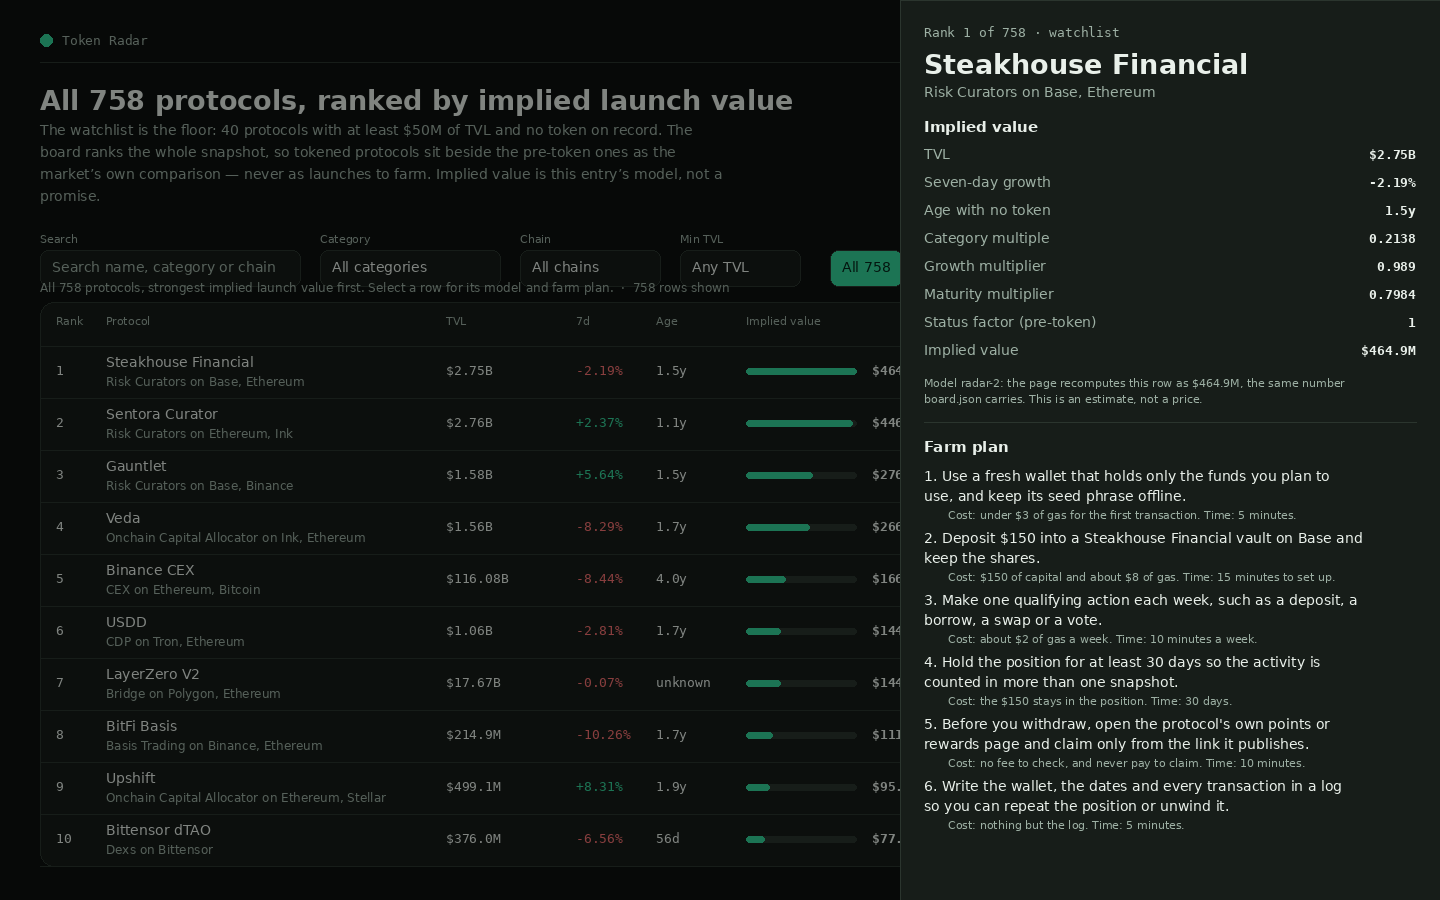 Token Radar
All 758 protocols, ranked by implied launch value
The watchlist is the floor: 40 protocols with at least $50M of TVL and no token on record. The
board ranks the whole snapshot, so tokened protocols sit beside the pre-token ones as the
market’s own comparison — never as launches to farm. Implied value is this entry’s model, not a
promise.
Search
Category
Chain
Min TVL
Search name, category or chain
All categories
All chains
Any TVL
All 758
All 758 protocols, strongest implied launch value first. Select a row for its model and farm plan. · 758 rows shown
Rank Protocol TVL 7d Age Implied value
1 Steakhouse Financial $2.75B -2.19% 1.5y $464
Risk Curators on Base, Ethereum
2 Sentora Curator $2.76B +2.37% 1.1y $446
Risk Curators on Ethereum, Ink
3 Gauntlet $1.58B +5.64% 1.5y $276
Risk Curators on Base, Binance
4 Veda $1.56B -8.29% 1.7y $266
Onchain Capital Allocator on Ink, Ethereum
5 Binance CEX $116.08B -8.44% 4.0y $166
CEX on Ethereum, Bitcoin
6 USDD $1.06B -2.81% 1.7y $144
CDP on Tron, Ethereum
7 LayerZero V2 $17.67B -0.07% unknown $144
Bridge on Polygon, Ethereum
8 BitFi Basis $214.9M -10.26% 1.7y $111
Basis Trading on Binance, Ethereum
9 Upshift $499.1M +8.31% 1.9y $95.
Onchain Capital Allocator on Ethereum, Stellar
10 Bittensor dTAO $376.0M -6.56% 56d $77.
Dexs on Bittensor
Rank 1 of 758 · watchlist
Steakhouse Financial
Risk Curators on Base, Ethereum
Implied value
TVL $2.75B
Seven-day growth -2.19%
Age with no token 1.5y
Category multiple 0.2138
Growth multiplier 0.989
Maturity multiplier 0.7984
Status factor (pre-token) 1
Implied value $464.9M
Model radar-2: the page recomputes this row as $464.9M, the same number
board.json carries. This is an estimate, not a price.
Farm plan
1. Use a fresh wallet that holds only the funds you plan to
use, and keep its seed phrase offline.
Cost: under $3 of gas for the first transaction. Time: 5 minutes.
2. Deposit $150 into a Steakhouse Financial vault on Base and
keep the shares.
Cost: $150 of capital and about $8 of gas. Time: 15 minutes to set up.
3. Make one qualifying action each week, such as a deposit, a
borrow, a swap or a vote.
Cost: about $2 of gas a week. Time: 10 minutes a week.
4. Hold the position for at least 30 days so the activity is
counted in more than one snapshot.
Cost: the $150 stays in the position. Time: 30 days.
5. Before you withdraw, open the protocol's own points or
rewards page and claim only from the link it publishes.
Cost: no fee to check, and never pay to claim. Time: 10 minutes.
6. Write the wallet, the dates and every transaction in a log
so you can repeat the position or unwind it.
Cost: nothing but the log. Time: 5 minutes.